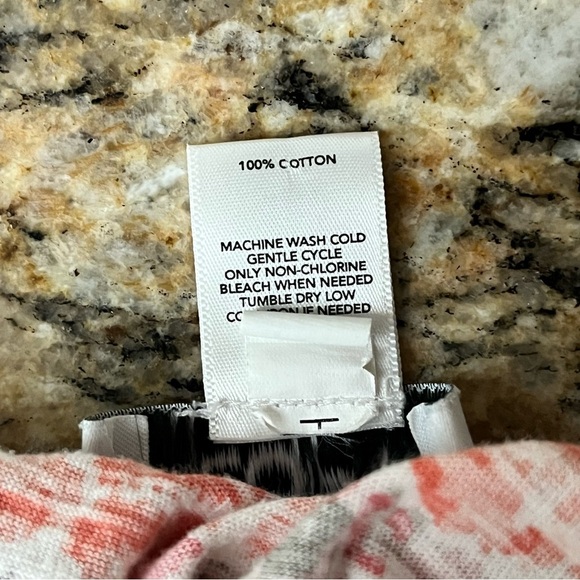 100% COTTON
MACHINE WASH COLD
GENTLE CYCLE
ONLY NON-CHLORINE
BLEACH WHEN NEEDED
TUMBLE DRY LOW
IF NEEDED